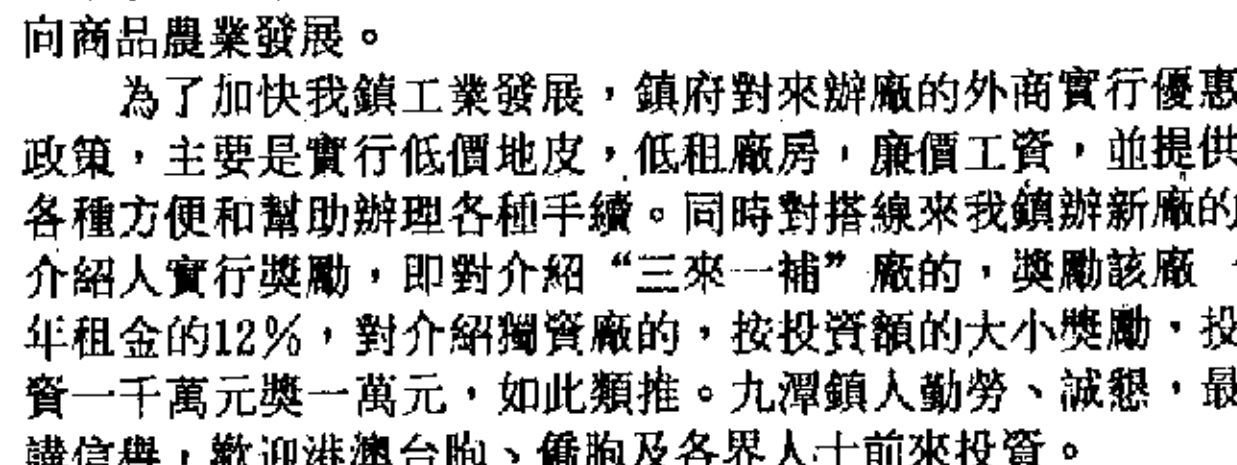 向商品農業發展。
為了加快我鎮工業發展，鎮府對來辦廠的外商實行優惠
政策，主要是實行低價地皮，低租廠房，廉價工資，並提供
各種方便和幫助辦理各種手續。同時對搭線來我鎮辦新廠的
介紹人實行獎勵，即對介紹“三來一補”廠的，獎勵該廠
年租金的12%，對介紹獨資廠的，按投資額的大小獎勵，投
資一千萬元獎一萬元，如此類推。九潭鎮人勤勞、誠懇，最
講信譽，歡迎港澳台胞、僑胞及各界人士前來投資。